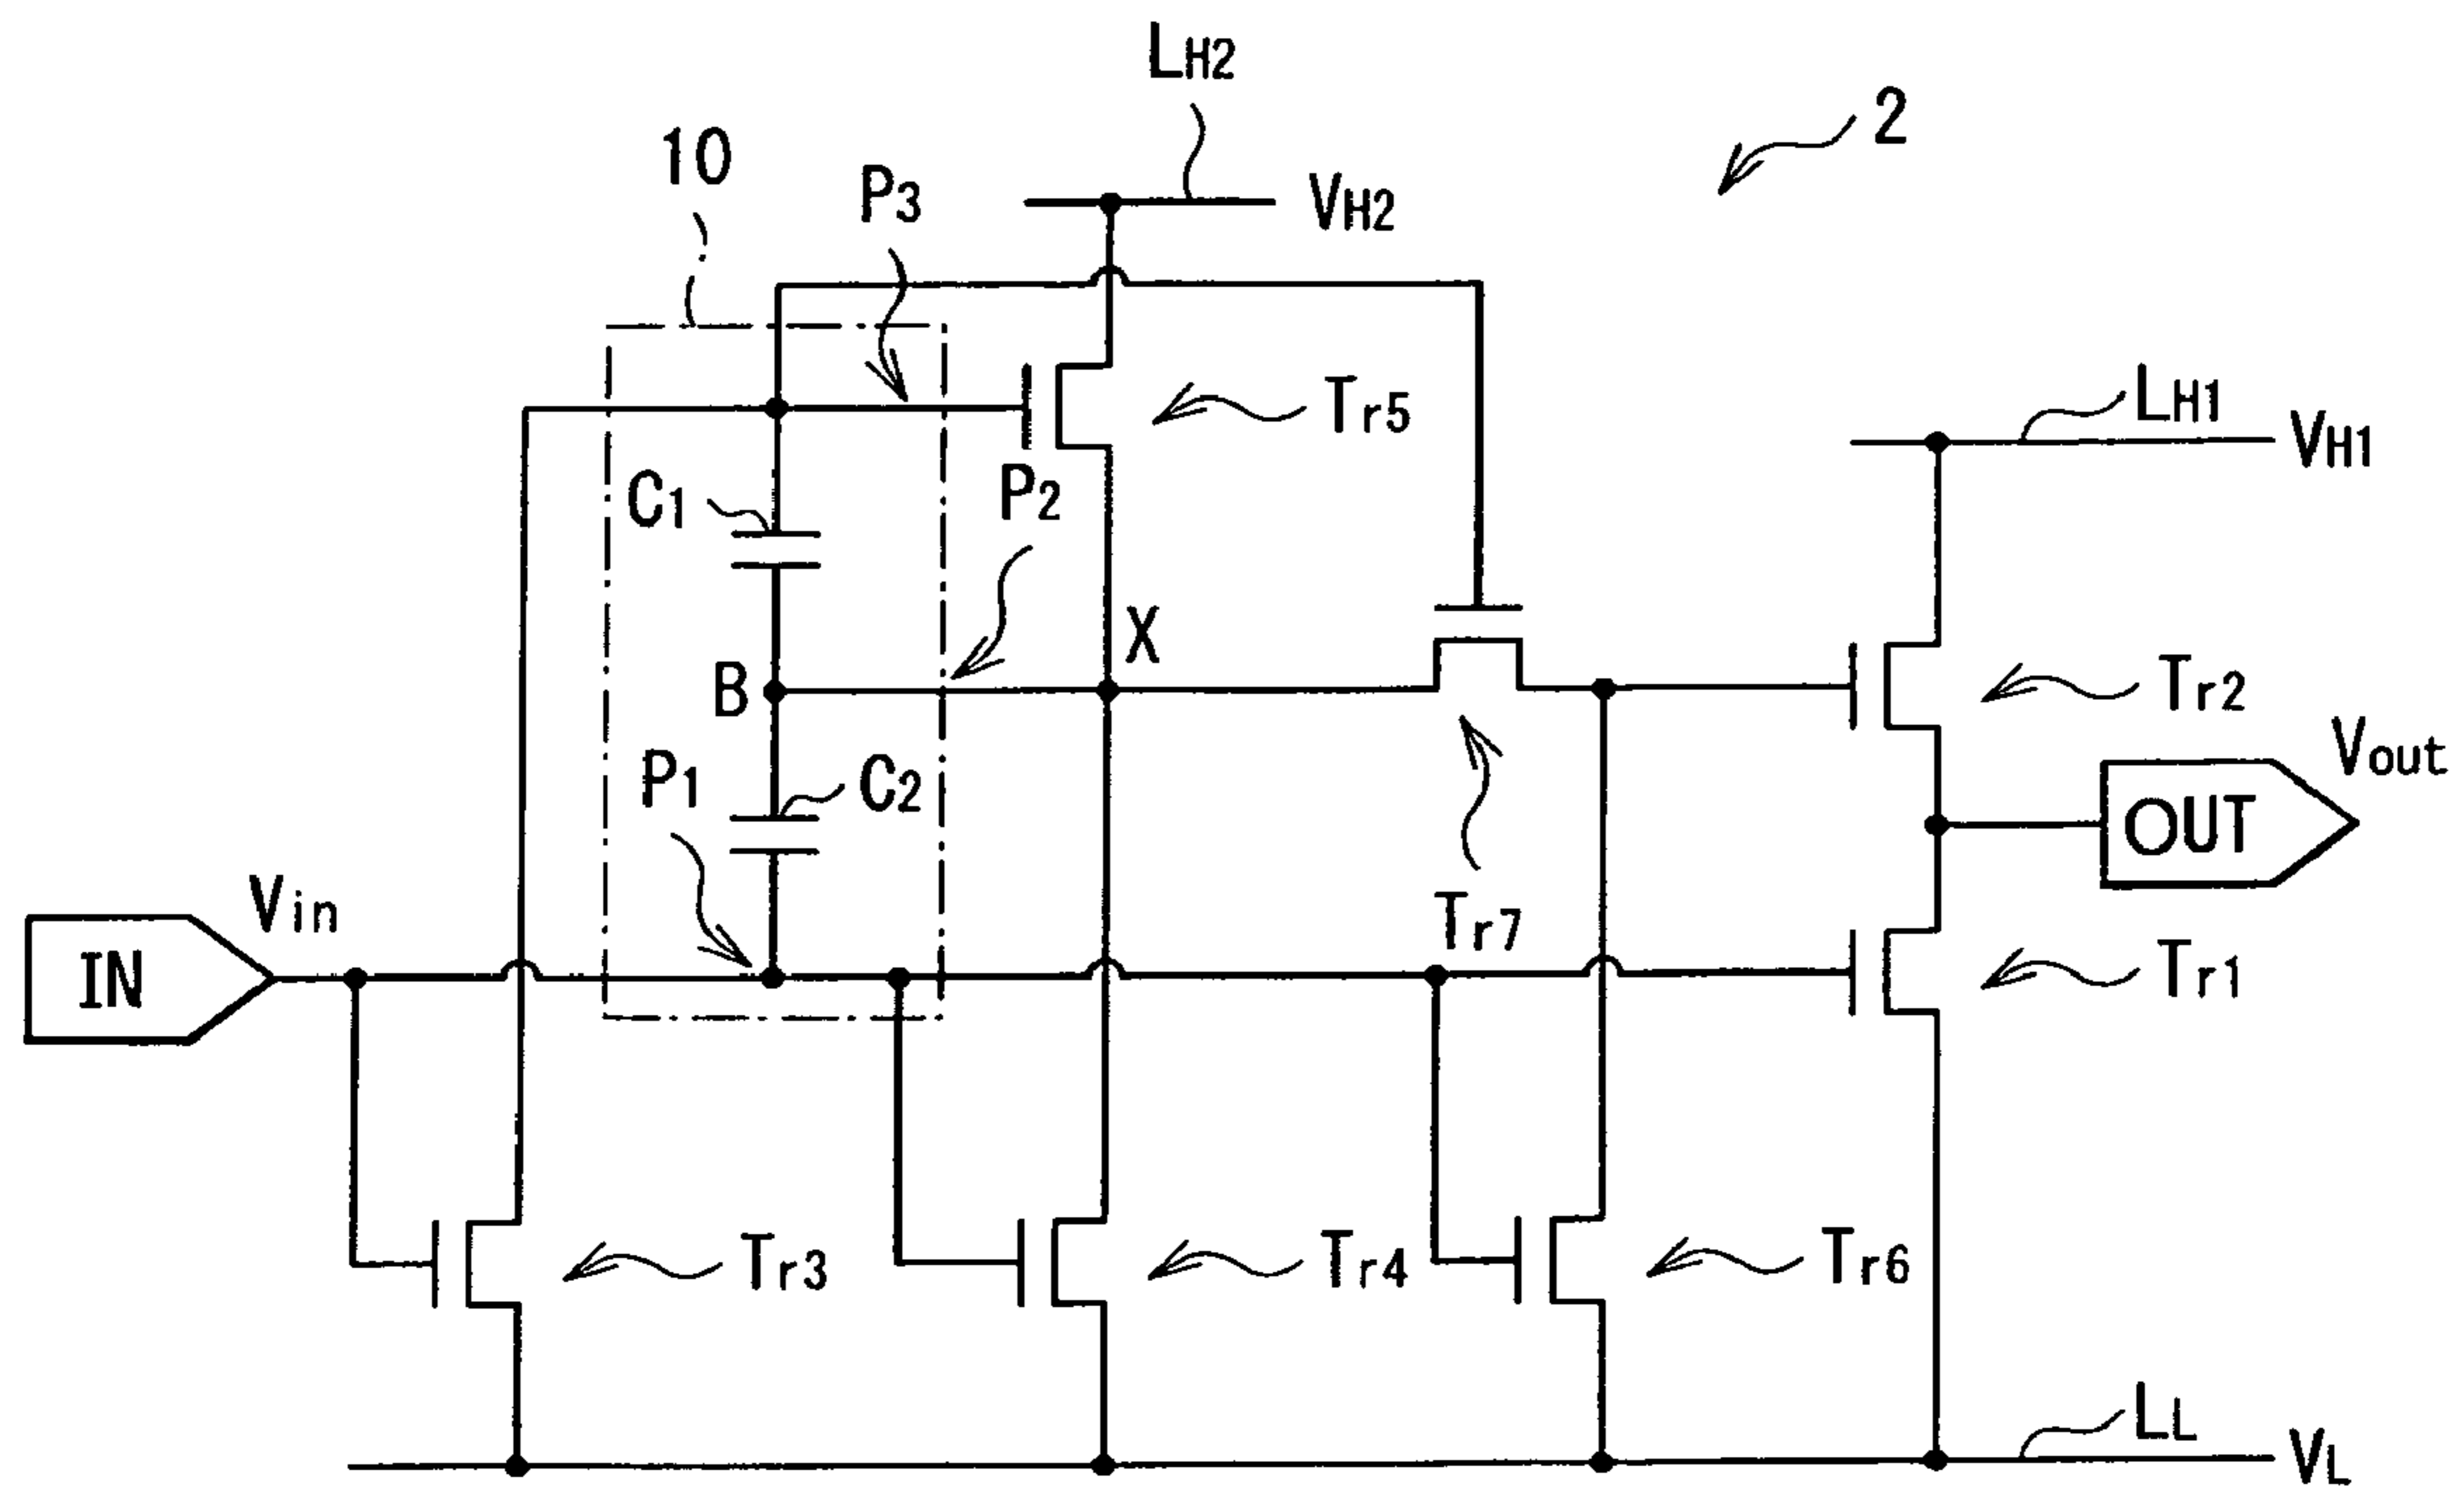 LH2
2
10
P3
VH2
Tr5
LH1
VH1
C1
P2
X
B
Tr2
Vout
P1
C2
OUT
Vin
Tr7
IN
Tr1
Tr3
Tr4
Tr6
LL
VL